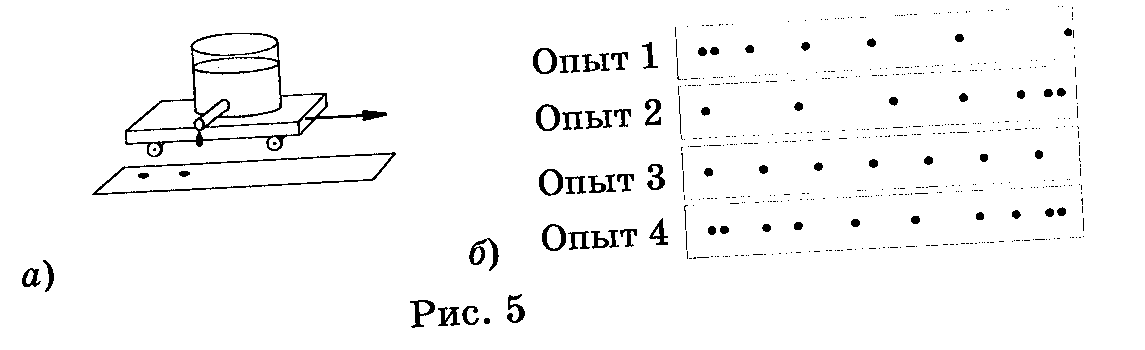 Опыт 1
Опыт 2
Опыт 3
Опыт 4
а)
б)
Рис. 5